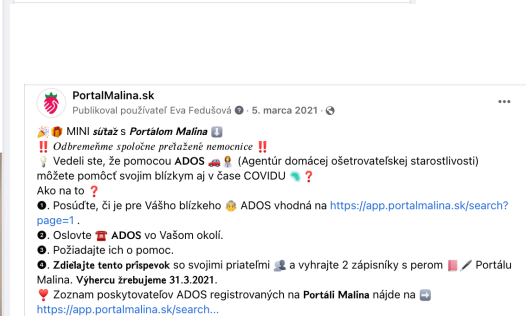 PortalMalina.sk
Publikoval používateľ Eva Fedušová · 5. marca 2021 ·
🎉🎁 MINI súťaž s Portálom Malina ⬇️
‼️ Odbremeňme spoločne preťažené nemocnice ‼️
💡 Vedeli ste, že pomocou ADOS 🚗👩‍⚕️ (Agentúr domácej ošetrovateľskej starostlivosti)
môžete pomôcť svojim blízkym aj v čase COVIDU 🦠❓
Ako na to ❓
❶. Posúďte, či je pre Vášho blízkeho 👵 ADOS vhodná na https://app.portalmalina.sk/search?
page=1 .
❷. Oslovte ☎️ ADOS vo Vašom okolí.
❸. Požiadajte ich o pomoc.
❹. Zdieľajte tento príspevok so svojimi priateľmi 👥 a vyhrajte 2 zápisníky s perom 📕🖊️ Portálu
Malina. Výhercu žrebujeme 31.3.2021.
❣️ Zoznam poskytovateľov ADOS registrovaných na Portáli Malina nájde na ➡️
https://app.portalmalina.sk/search...